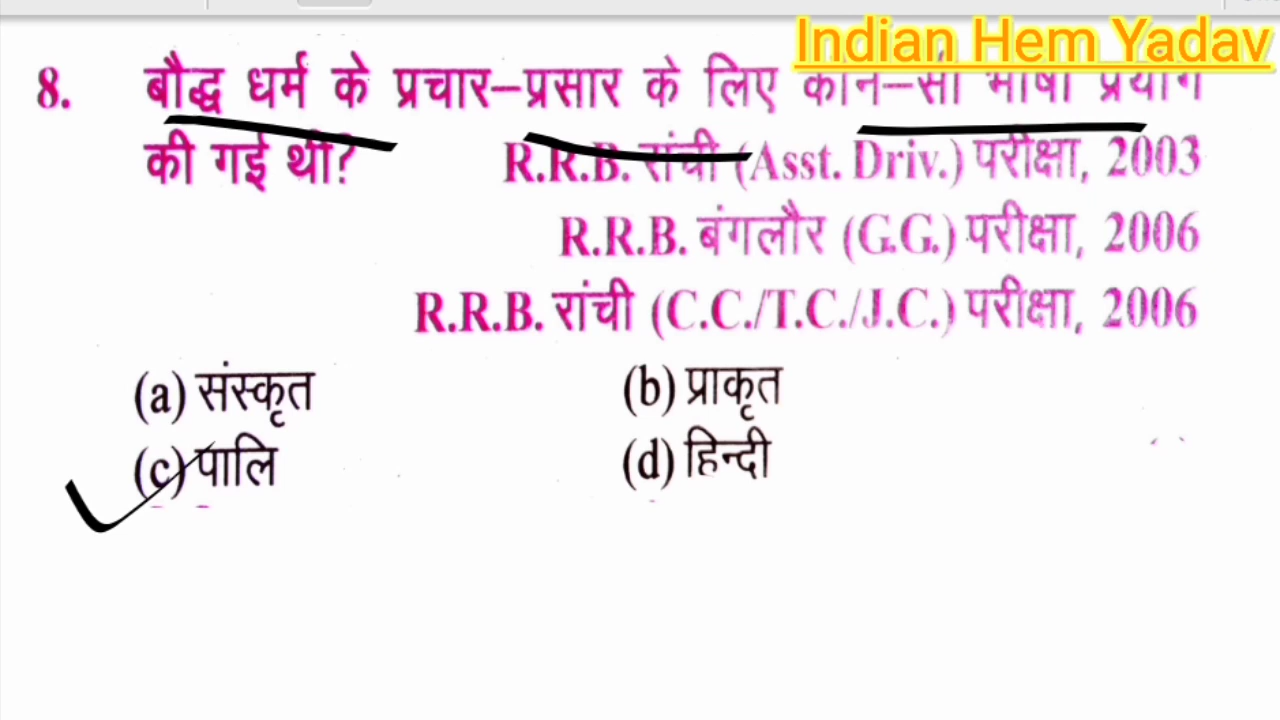 Indian Hem Yadav
8. बौद्ध धर्म के प्रचार–प्रसार के लिए कौन–सी भाषा प्रयोग
की गई थी? R.R.B. रांची (Asst. Driv.) परीक्षा, 2003
R.R.B. बंगलौर (G.G.) परीक्षा, 2006
R.R.B. रांची (C.C./T.C./J.C.) परीक्षा, 2006
(a) संस्कृत (b) प्राकृत
(c) पालि (d) हिन्दी